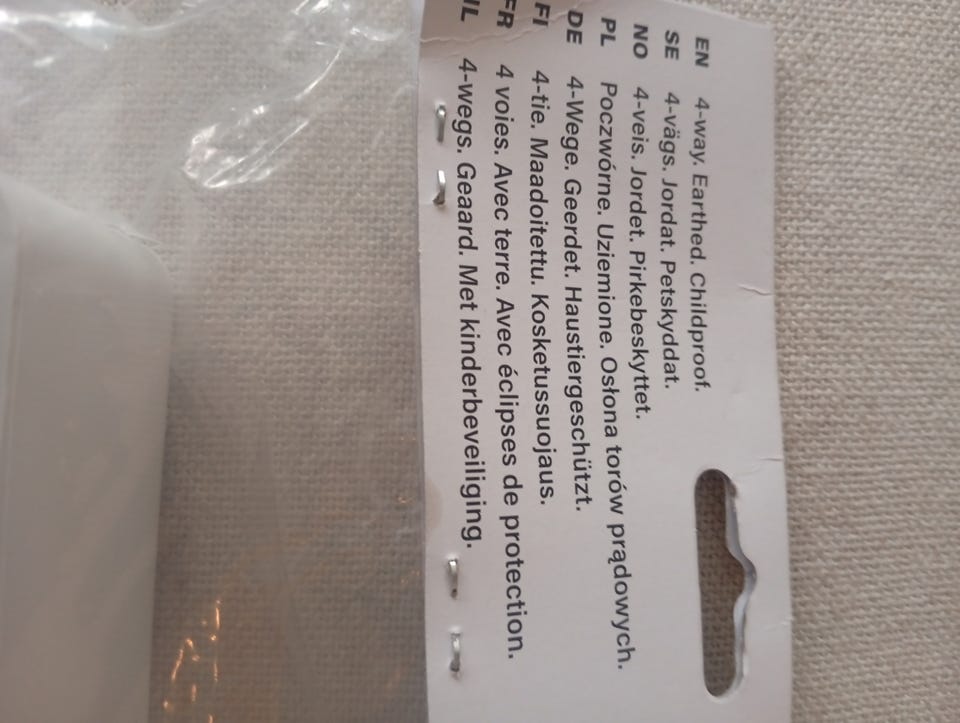 EN 4-way. Earthed. Childproof.
SE 4-vägs. Jordat. Petskyddat.
NO 4-veis. Jordet. Pirkebeskyttet.
PL Poczwórne. Uziemione. Osłona torów prądowych.
DE 4-Wege. Geerdet. Haustiergeschützt.
FI 4-tie. Maadoitettu. Kosketussuojaus.
FR 4 voies. Avec terre. Avec éclipses de protection.
NL 4-wegs. Geaard. Met kinderbeveiliging.